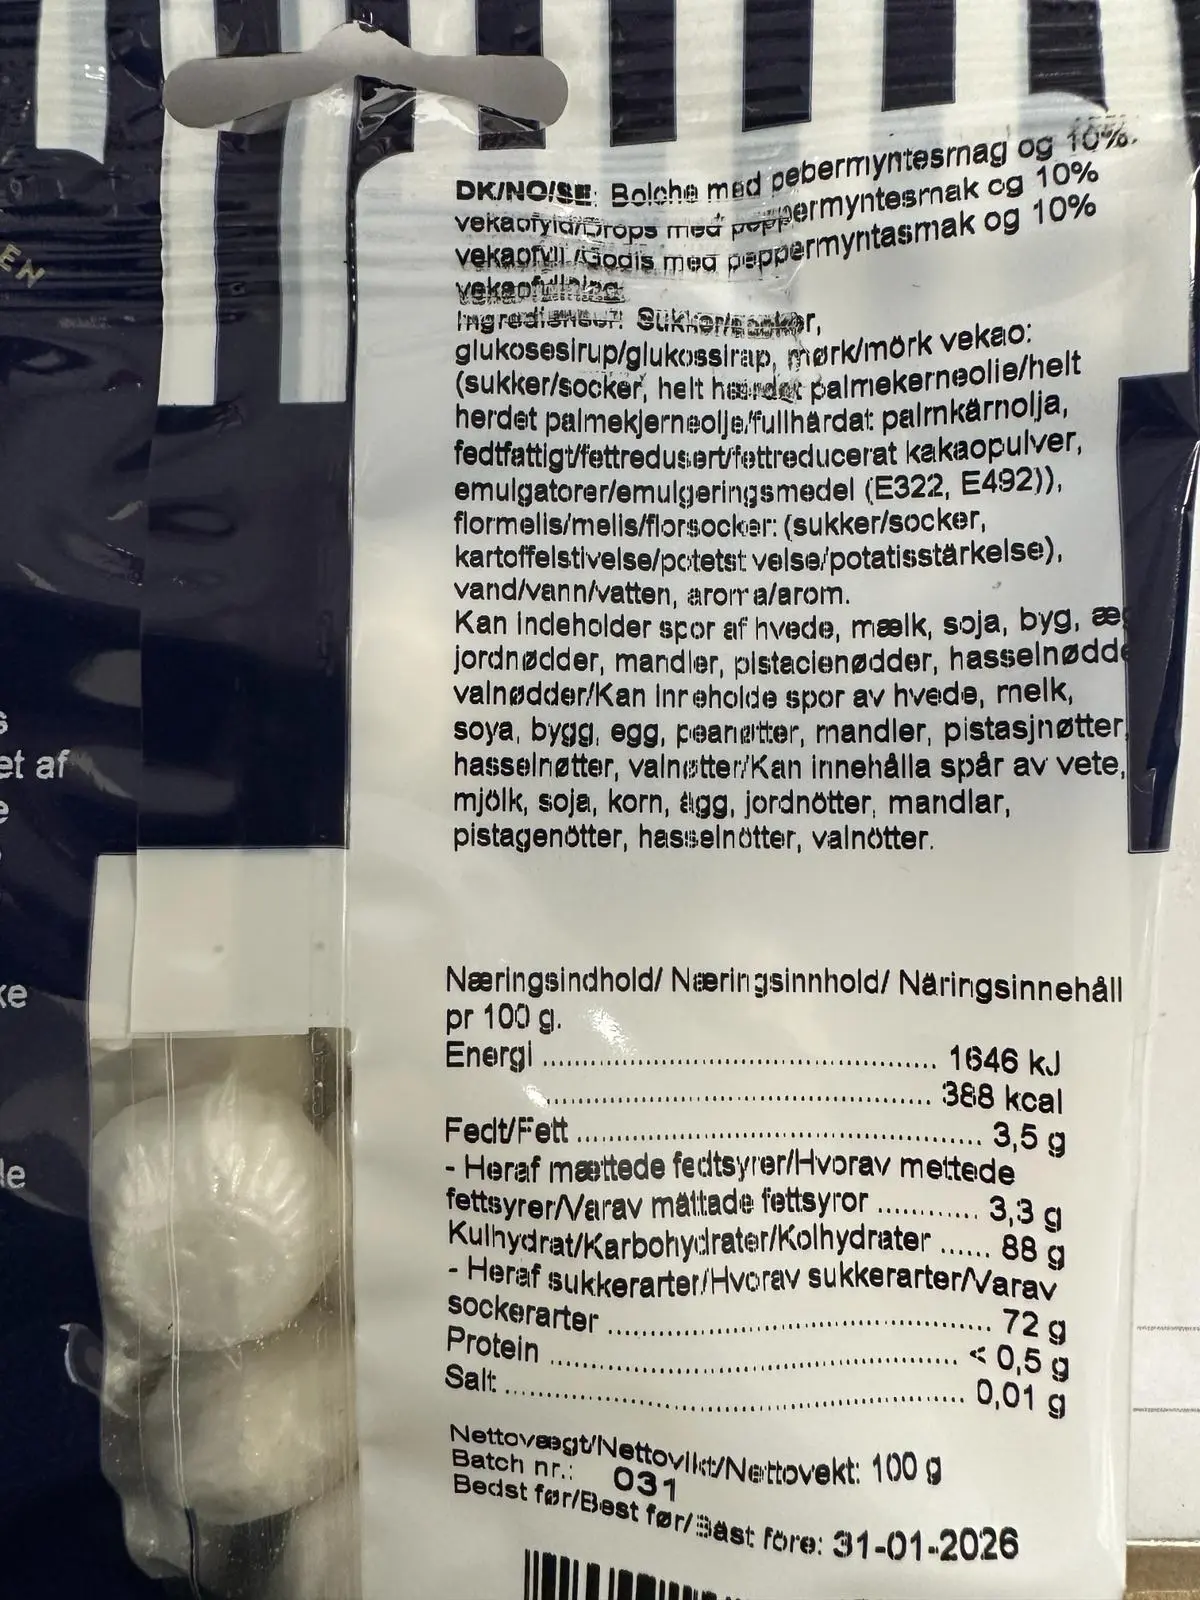 EN
s
et af
e
ke
le
DK/NO/SE: Bolche med pebermyntesmag og 10%
vekaofyld/Drops med peppermyntesmak og 10%
vekaofyll /Godis med peppermyntasmak og 10%
vekaofyllning
Ingredienser: Sukker/socker,
glukosesirup/glukossirap, mørk/mörk vekao:
(sukker/socker, helt hærdet palmekerneolie/helt
herdet palmekjerneolje/fullhärdat palmkärnolja,
fedtfattigt/fettredusert/fettreducerat kakaopulver,
emulgatorer/emulgeringsmedel (E322, E492)),
flormelis/melis/florsocker: (sukker/socker,
kartoffelstivelse/potetstivelse/potatisstärkelse),
vand/vann/vatten, aroma/arom.
Kan indeholder spor af hvede, mælk, soja, byg, æg
jordnødder, mandler, pistacienødder, hasselnødde
valnødder/Kan inneholde spor av hvede, melk,
soya, bygg, egg, peanøtter, mandler, pistasjnøtter,
hasselnøtter, valnøtter/Kan innehålla spår av vete,
mjölk, soja, korn, ägg, jordnötter, mandlar,
pistagenötter, hasselnötter, valnötter.
Næringsindhold/ Næringsinnhold/ Näringsinnehåll
pr 100 g.
Energi ........................ 1646 kJ
........................ 388 kcal
Fedt/Fett ........................ 3,5 g
- Heraf mættede fedtsyrer/Hvorav mettede
fettsyrer/Varav mättade fettsyror ............ 3,3 g
Kulhydrat/Karbohydrater/Kolhydrater ...... 88 g
- Heraf sukkerarter/Hvorav sukkerarter/Varav
sockerarter ........................ 72 g
Protein ........................ < 0,5 g
Salt ........................ 0,01 g
Nettovægt/Nettovikt/Nettovekt: 100 g
Batch nr.: 031
Bedst før/Best før/Bäst före: 31-01-2026